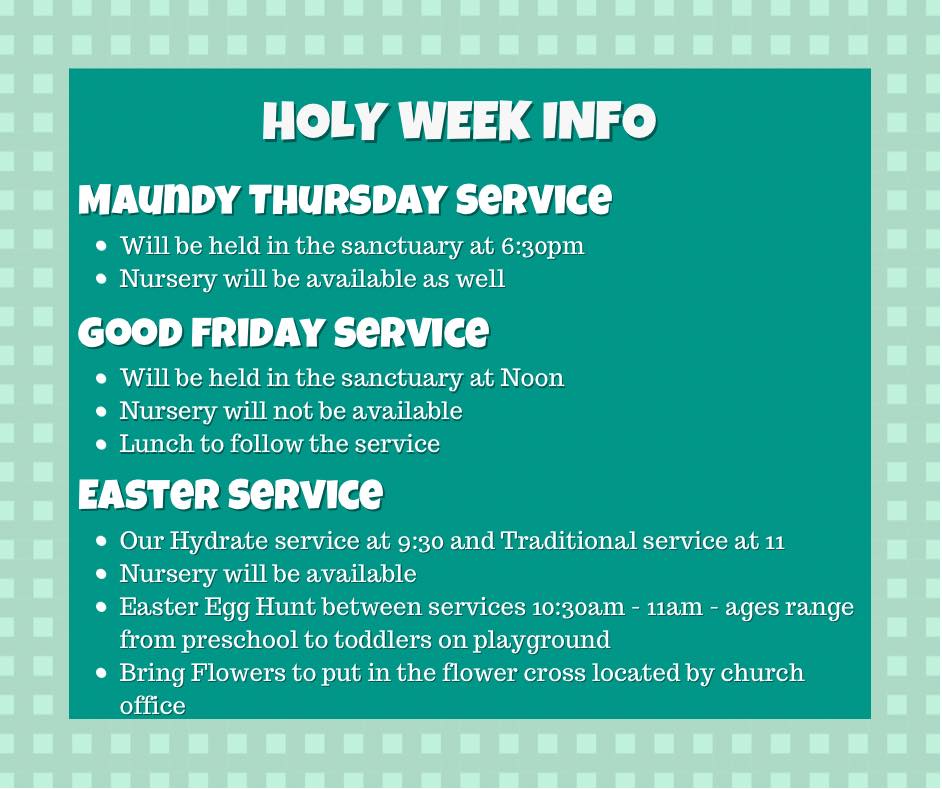 HOLY WEEK INFO
MAUNDY THURSDAY SERVICE
• Will be held in the sanctuary at 6:30pm
• Nursery will be available as well
GOOD FRIDAY SERVICE
• Will be held in the sanctuary at Noon
• Nursery will not be available
• Lunch to follow the service
EASTER SERVICE
• Our Hydrate service at 9:30 and Traditional service at 11
• Nursery will be available
• Easter Egg Hunt between services 10:30am - 11am - ages range
from preschool to toddlers on playground
• Bring Flowers to put in the flower cross located by church
office